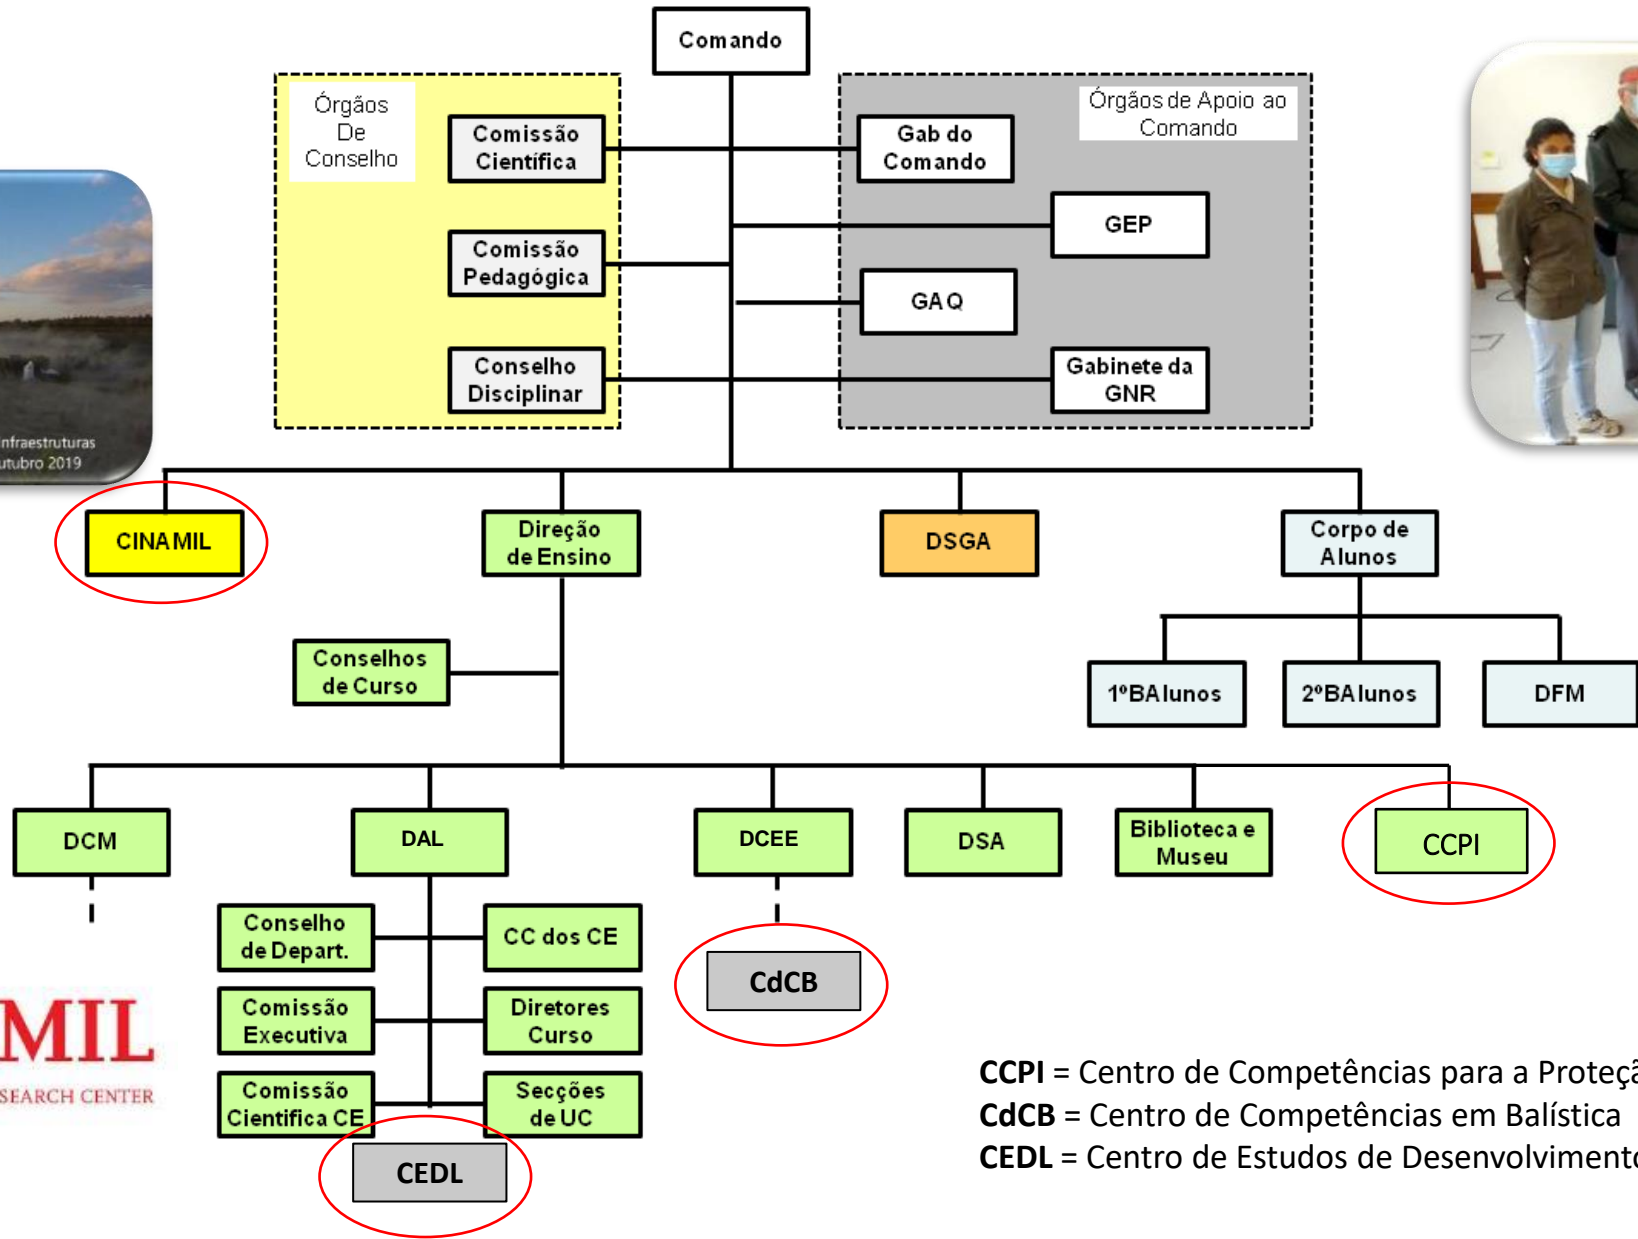 Comando
Órgãos
De
Conselho
Órgãos de Apoio ao
Comando
Comissão
Científica
Gab do
Comando
GEP
Comissão
Pedagógica
GAQ
Conselho
Disciplinar
Gabinete da
GNR
nfraestruturas
utubro 2019
CINAMIL
Direção
de Ensino
DSGA
Corpo de
Alunos
Conselhos
de Curso
1ºBAlunos
2ºBAlunos
DFM
DCM
DAL
DCEE
DSA
Biblioteca e
Museu
CCPI
Conselho
de Depart.
CC dos CE
CdCB
Comissão
Executiva
Diretores
Curso
MIL
SEARCH CENTER
Comissão
Científica CE
Secções
de UC
CEDL
CCPI = Centro de Competências para a Proteçã
CdCB = Centro de Competências em Balística
CEDL = Centro de Estudos de Desenvolvimento